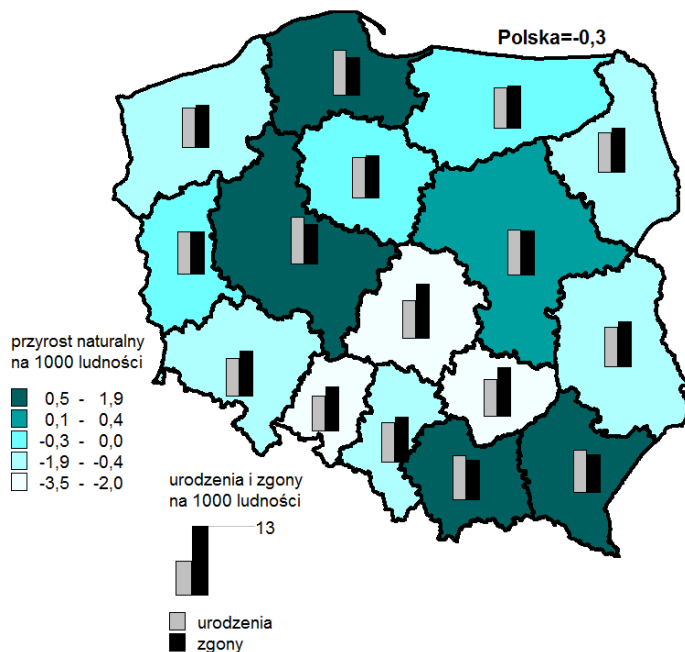 Polska=-0,3
przyrost naturalny
na 1000 ludności
0,5 - 1,9
0,1 - 0,4
-0,3 - 0,0
-1,9 - -0,4
-3,5 - -2,0
urodzenia i zgony
na 1000 ludności
13
urodzenia
zgony